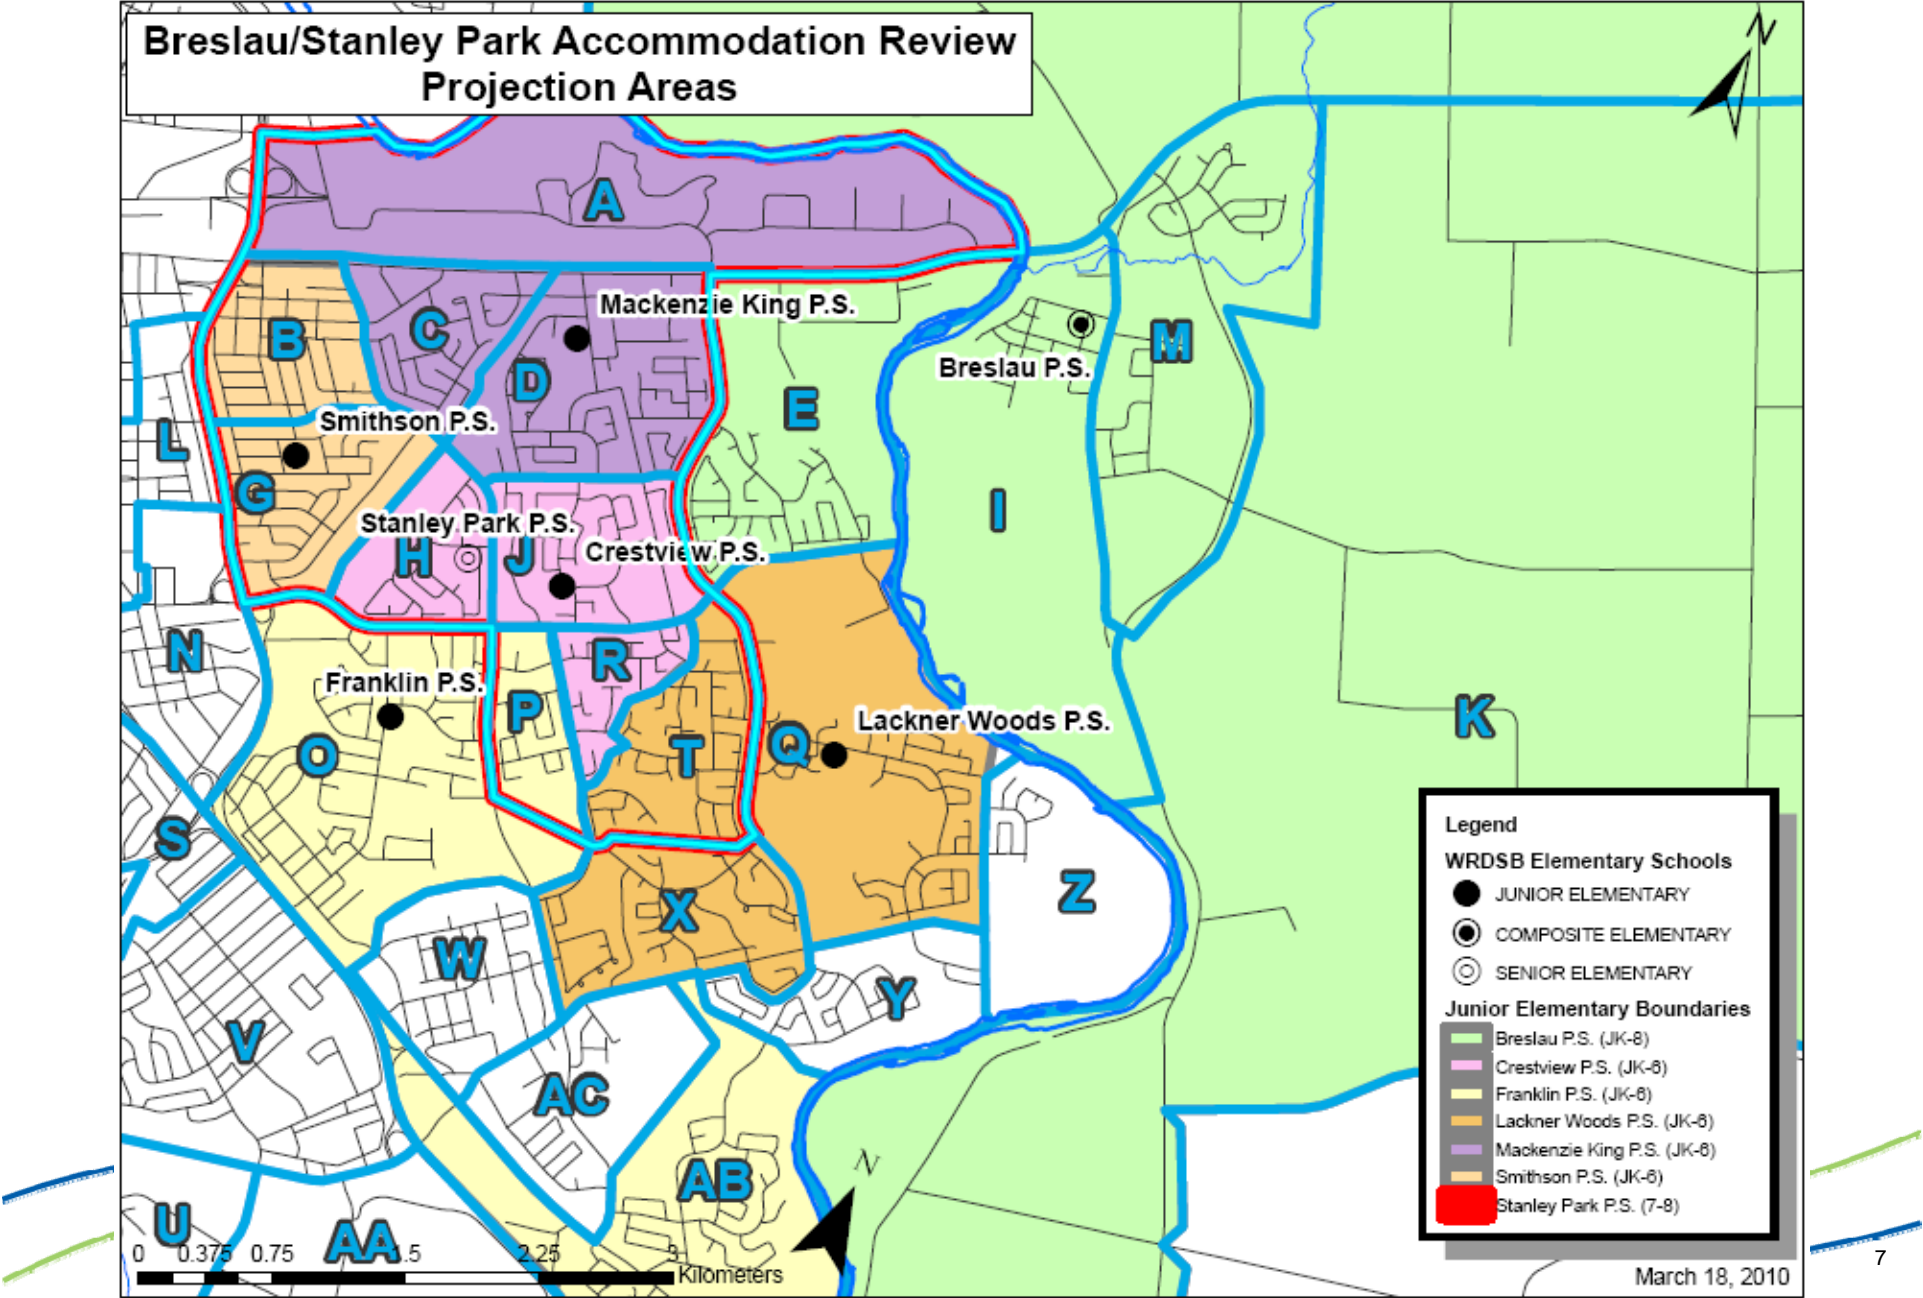 Breslau/Stanley Park Accommodation Review
Projection Areas
N
A
Mackenzie King P.S.
B
C
D
Breslau P.S.
M
E
Smithson P.S.
L
G
I
Stanley Park P.S.
H
J
Crestview P.S.
N
R
Franklin P.S.
P
Lackner Woods P.S.
K
O
T
Q
S
Z
X
W
Y
V
AC
AB
N
U
AA
0 0.375 0.75 1.5 2.25 3
Kilometers
Legend
WRDSB Elementary Schools
JUNIOR ELEMENTARY
COMPOSITE ELEMENTARY
SENIOR ELEMENTARY
Junior Elementary Boundaries
Breslau P.S. (JK-8)
Crestview P.S. (JK-6)
Franklin P.S. (JK-6)
Lackner Woods P.S. (JK-6)
Mackenzie King P.S. (JK-6)
Smithson P.S. (JK-6)
Stanley Park P.S. (7-8)
March 18, 2010
7